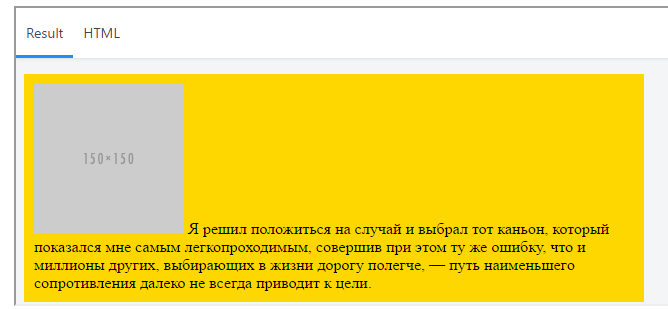 Result HTML
150×150
Я решил положиться на случай и выбрал тот каньон, который
показался мне самым легкопроходимым, совершив при этом ту же ошибку, что и
миллионы других, выбирающих в жизни дорогу полегче, — путь наименьшего
сопротивления далеко не всегда приводит к цели.